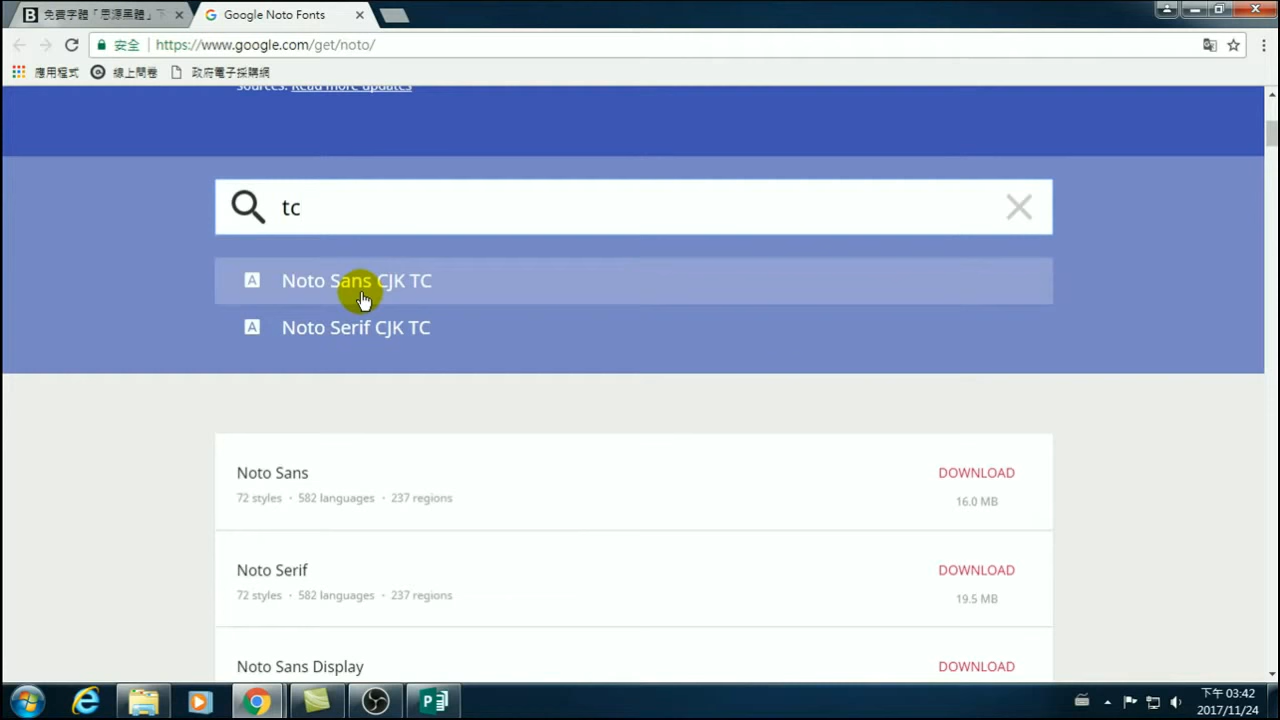 免費字體「思源黑體」下
Google Noto Fonts
安全
https://www.google.com/get/noto/
應用程式
線上問卷
政府電子採購網
sources. Read more updates
tc
A Noto Sans CJK TC
A Noto Serif CJK TC
Noto Sans
DOWNLOAD
72 styles · 582 languages · 237 regions
16.0 MB
Noto Serif
DOWNLOAD
72 styles · 582 languages · 237 regions
19.5 MB
Noto Sans Display
DOWNLOAD
下午 03:42
2017/11/24